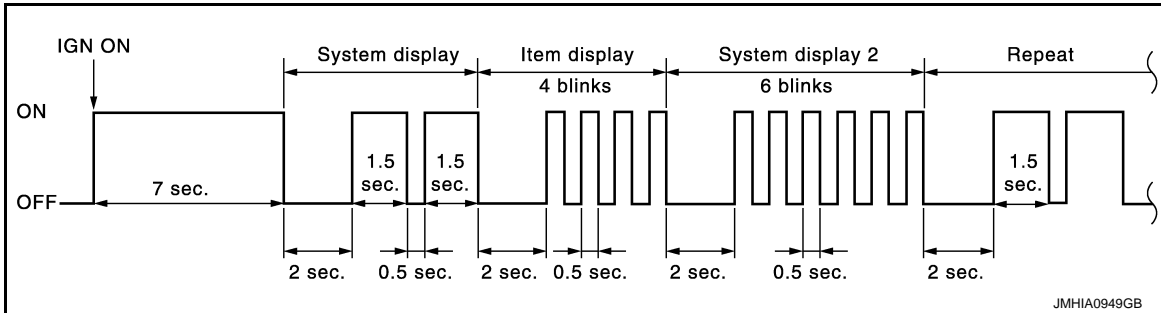 IGN ON
System display
Item display
System display 2
Repeat
4 blinks
6 blinks
ON
1.5 sec.
1.5 sec.
1.5 sec.
7 sec.
OFF
2 sec.
0.5 sec.
2 sec.
0.5 sec.
2 sec.
0.5 sec.
2 sec.
JMHIA0949GB